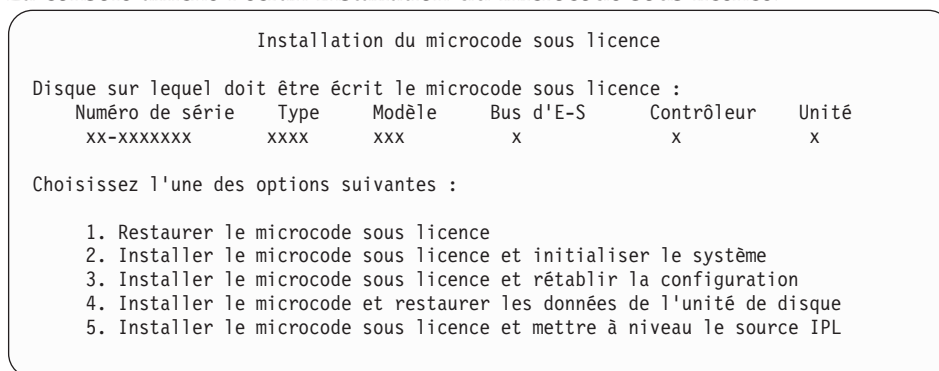 Installation du microcode sous licence
Disque sur lequel doit être écrit le microcode sous licence :
Numéro de série Type Modèle Bus d'E-S Contrôleur Unité
xx-xxxxxxx xxxx xxx x x x
Choisissez l'une des options suivantes :
1. Restaurer le microcode sous licence
2. Installer le microcode sous licence et initialiser le système
3. Installer le microcode sous licence et rétablir la configuration
4. Installer le microcode et restaurer les données de l'unité de disque
5. Installer le microcode sous licence et mettre à niveau le source IPL